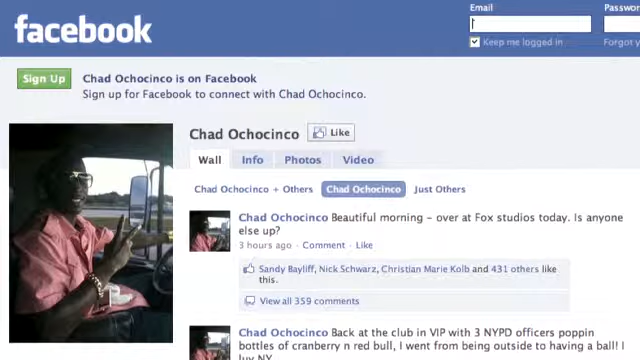 facebook
Email
Passwor
Keep me logged in
Forgot y
Sign Up
Chad Ochocinco is on Facebook
Sign up for Facebook to connect with Chad Ochocinco.
Chad Ochocinco
Like
Wall Info Photos Video
Chad Ochocinco + Others Chad Ochocinco Just Others
Chad Ochocinco Beautiful morning - over at Fox studios today. Is anyone
else up?
3 hours ago · Comment · Like
Sandy Bayliff, Nick Schwarz, Christian Marie Kolb and 431 others like
this.
View all 359 comments
Chad Ochocinco Back at the club in VIP with 3 NYPD officers poppin
bottles of cranberry n red bull, I went from being outside to having a ball! I
luv NY